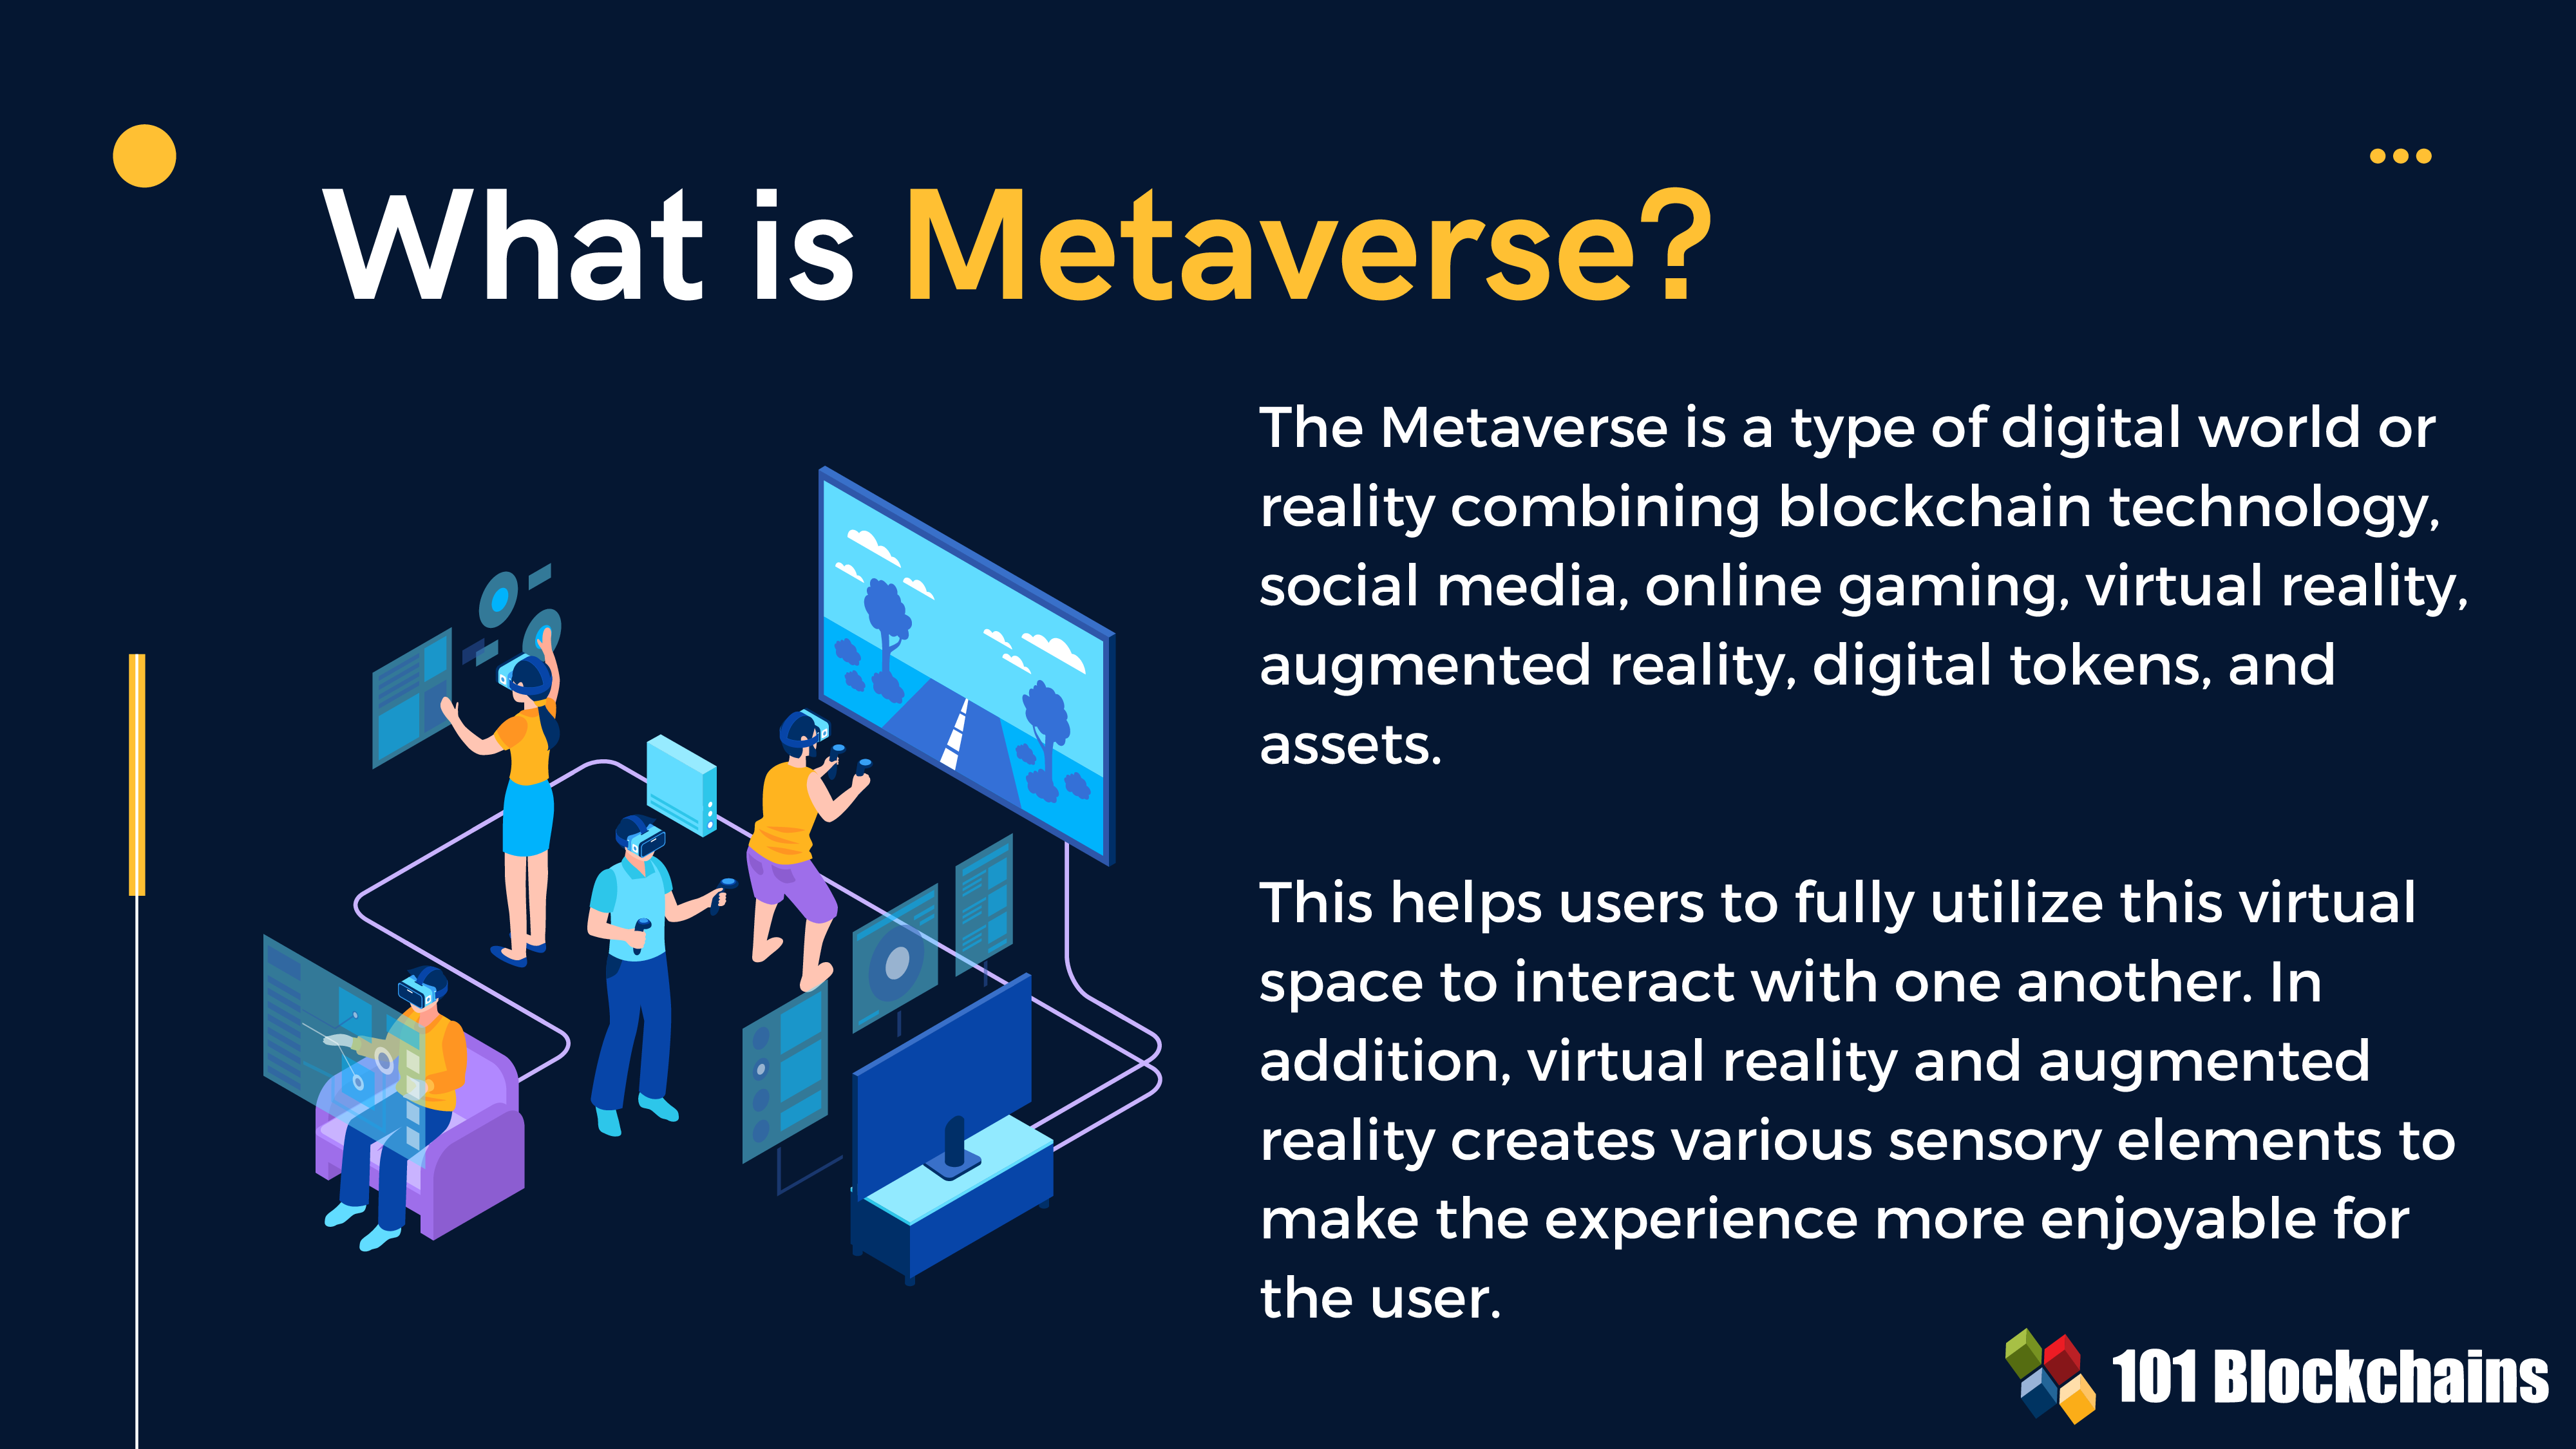 What is Metaverse?
The Metaverse is a type of digital world or
reality combining blockchain technology,
social media, online gaming, virtual reality,
augmented reality, digital tokens, and
assets.
This helps users to fully utilize this virtual
space to interact with one another. In
addition, virtual reality and augmented
reality creates various sensory elements to
make the experience more enjoyable for
the user.
101 Blockchains